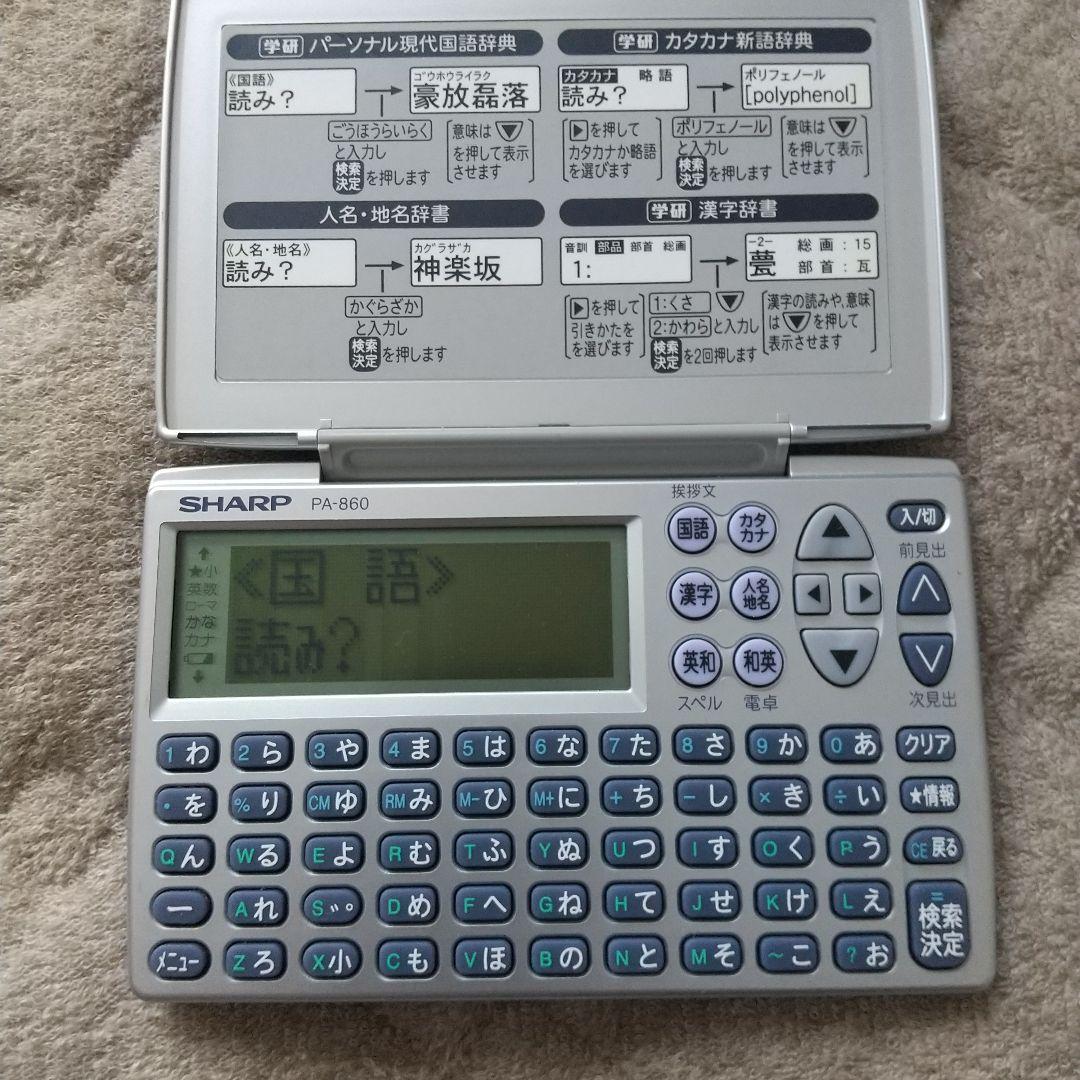 学研 パーソナル現代国語辞典
《国語》
読み?
ゴウホウライラク
豪放磊落
ごうほうらいらく
と入力し
検索
決定 を押します
意味は▼
を押して表示
させます
学研 カタカナ新語辞典
カタカナ 略語
読み?
ポリフェノール
[polyphenol]
▶を押して
カタカナか略語
を選びます
ポリフェノール
と入力し
検索
決定 を押します
意味は▼
を押して表示
させます
人名・地名辞書
《人名・地名》
読み?
カグラザカ
神楽坂
かぐらざか
と入力し
検索
決定 を押します
学研 漢字辞書
音訓 部品 部首 総画
1:
-2- 総画:15
甍 部首:瓦
▶を押して
引きかたを
を選びます
1:くさ ▼
2:かわら と入力し
検索
決定 を2回押します
漢字の読みや,意味
は▼を押して
表示させます
SHARP PA-860
★小
英数
ローマ
かな
カナ
《国 語》
読み?
挨拶文
国語 カタカナ
漢字 人名地名
英和 和英
スペル 電卓
▲
◀ ▶
▼
入/切
前見出
∧
∨
次見出
1 わ 2 ら 3 や 4 ま 5 は 6 な 7 た 8 さ 9 か 0 あ クリア
・ を % り CM ゆ RM み M- ひ M+ に + ち − し × き ÷ い ★情報
Q ん W る E よ R む T ふ Y ぬ U つ I す O く P う CE 戻る
ー A れ S ゛゜ D め F へ G ね H て J せ K け L え = 検索決定
メニュー Z ろ X 小 C も V ほ B の N と M そ ~ こ ? お